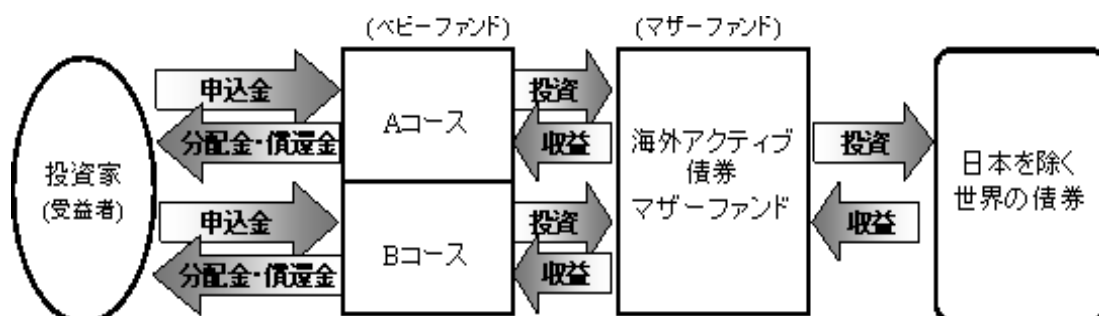 (ベビーファンド)
(マザーファンド)
投資家
(受益者)
申込金
分配金・償還金
申込金
分配金・償還金
Aコース
Bコース
投資
収益
投資
収益
海外アクティブ
債券
マザーファンド
投資
収益
日本を除く
世界の債券